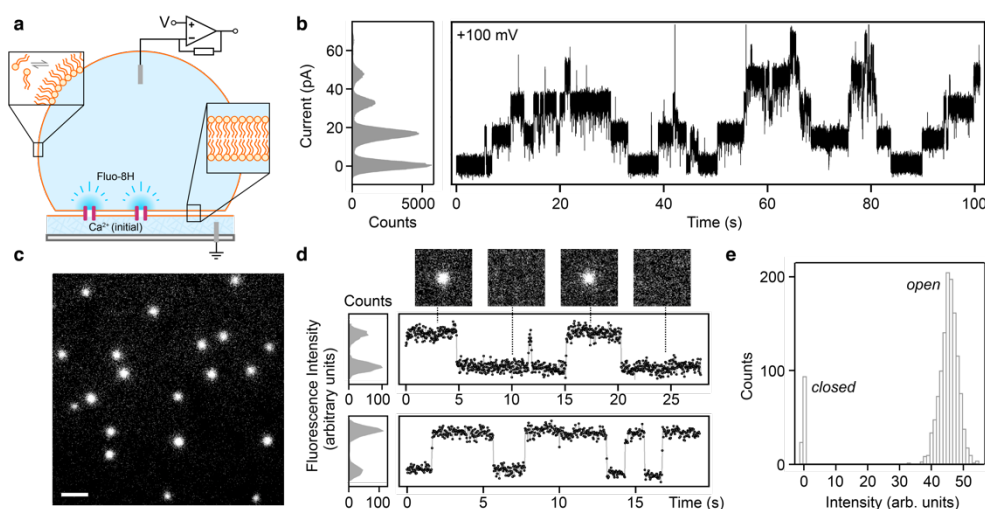 a
V
+
−
Fluo-8H
Ca²⁺ (initial)
b
Current (pA)
60
40
20
0
0
5000
Counts
+100 mV
0
20
40
60
80
100
Time (s)
c
d
Counts
Fluorescence Intensity
(arbitrary units)
0
100
0
5
10
15
20
25
0
100
0
5
10
15
Time (s)
e
Counts
200
100
0
open
closed
0
10
20
30
40
50
Intensity (arb. units)